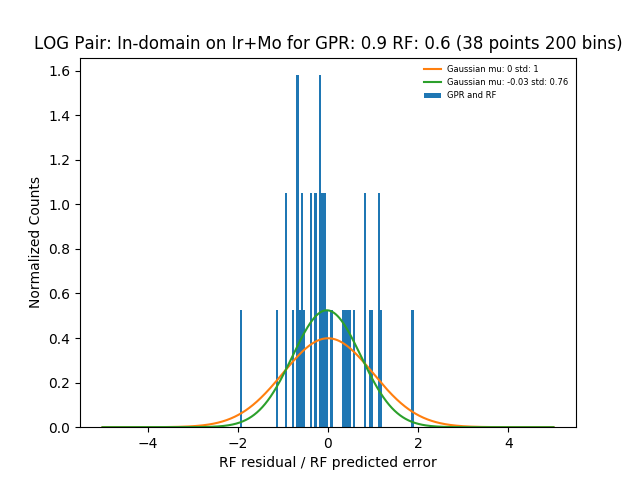 LOG Pair: In-domain on Ir+Mo for GPR: 0.9 RF: 0.6 (38 points 200 bins)
Gaussian mu: 0 std: 1
Gaussian mu: -0.03 std: 0.76
GPR and RF
Normalized Counts
1.6
1.4
1.2
1.0
0.8
0.6
0.4
0.2
0.0
−4 −2 0 2 4
RF residual / RF predicted error